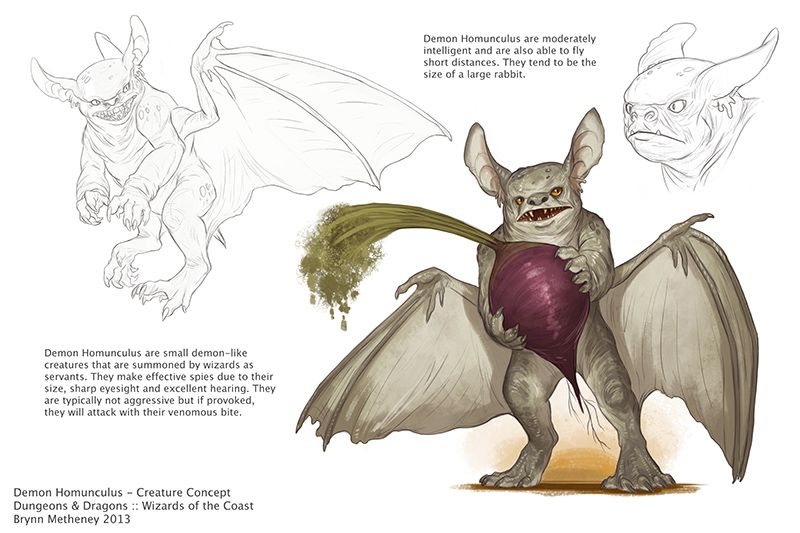 Demon Homunculus are moderately
intelligent and are also able to fly
short distances. They tend to be the
size of a large rabbit.
Demon Homunculus are small demon-like
creatures that are summoned by wizards as
servants. They make effective spies due to their
size, sharp eyesight and excellent hearing. They
are typically not aggressive but if provoked,
they will attack with their venomous bite.
Demon Homunculus - Creature Concept
Dungeons & Dragons :: Wizards of the Coast
Brynn Metheney 2013